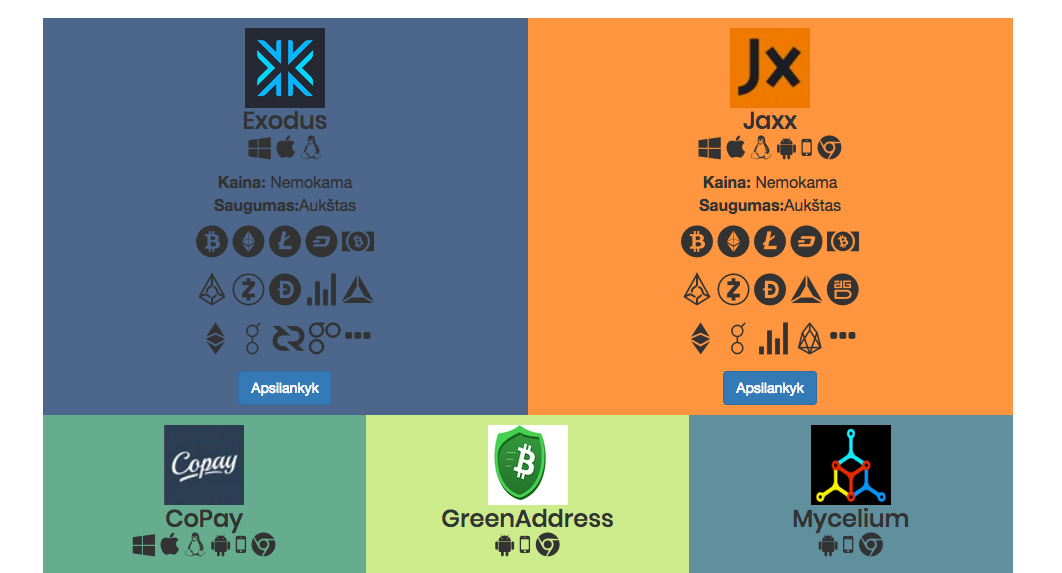 Exodus
Kaina: Nemokama
Saugumas:Aukštas
Apsilankyk
Jx
Jaxx
Kaina: Nemokama
Saugumas:Aukštas
Apsilankyk
Copay
CoPay
GreenAddress
Mycelium